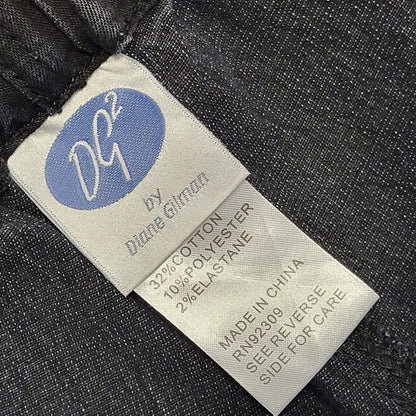 DG2
by
Diane Gilman
32%COTTON
10%POLYESTER
2%ELASTANE
MADE IN CHINA
RN92309
SEE REVERSE
SIDE FOR CARE